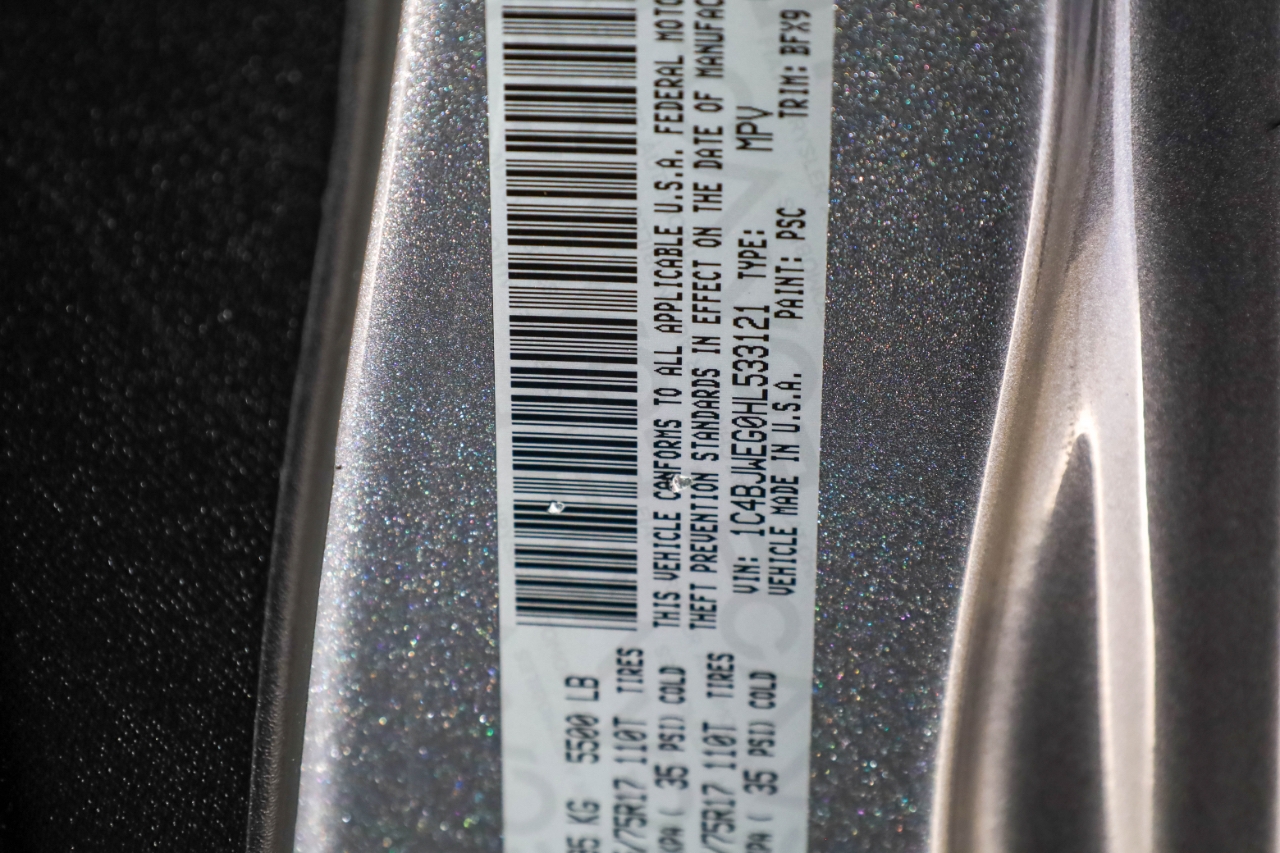 5500 LB
/75R17 110T TIRES
KPA ( 35 PSI) COLD
/75R17 110T TIRES
KPA ( 35 PSI) COLD
THIS VEHICLE CONFORMS TO ALL APPLICABLE U.S.A. FEDERAL MOTO
THEFT PREVENTION STANDARDS IN EFFECT ON THE DATE OF MANUFAC
VIN: 1C4BJWEG0HL533121 TYPE: MPV
VEHICLE MADE IN U.S.A. PAINT: PSC TRIM: BFX9